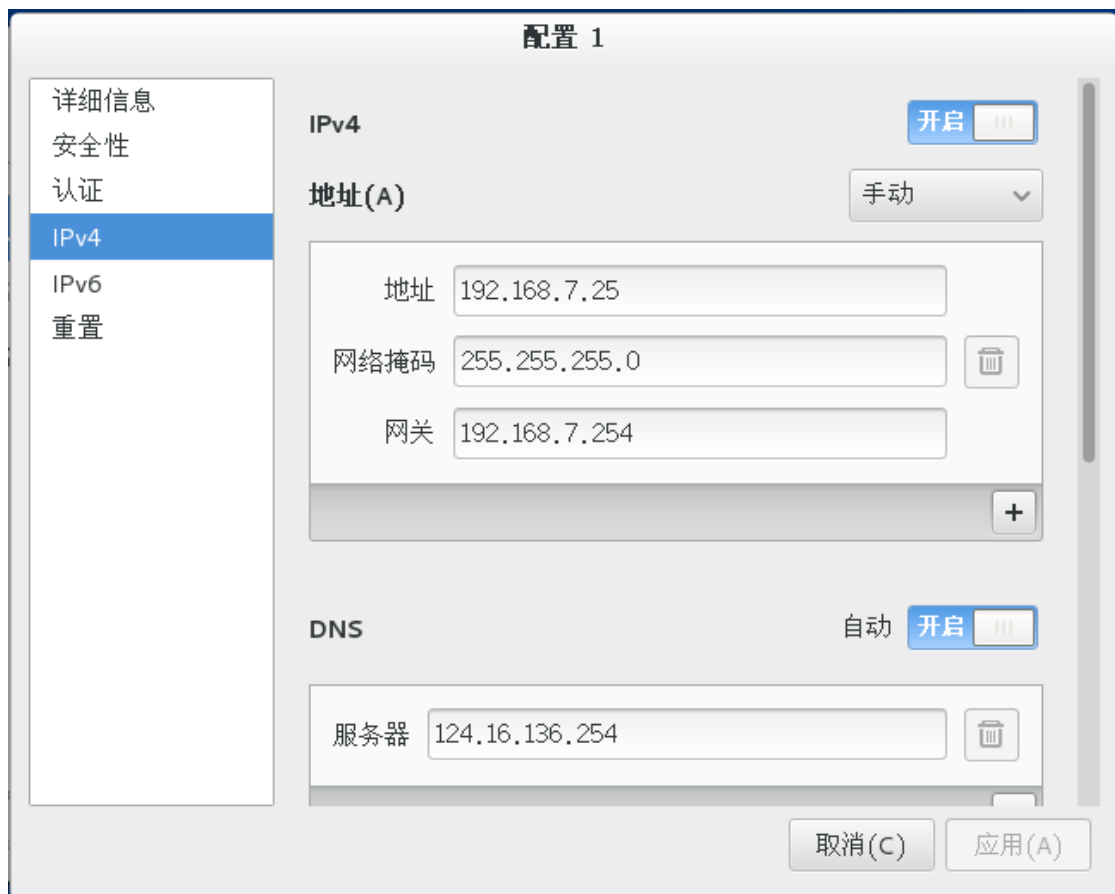 配置 1
详细信息
安全性
认证
IPv4
IPv6
重置
IPv4 开启
地址(A) 手动
地址 192.168.7.25
网络掩码 255.255.255.0
网关 192.168.7.254
+
DNS 自动 开启
服务器 124.16.136.254
取消(C) 应用(A)